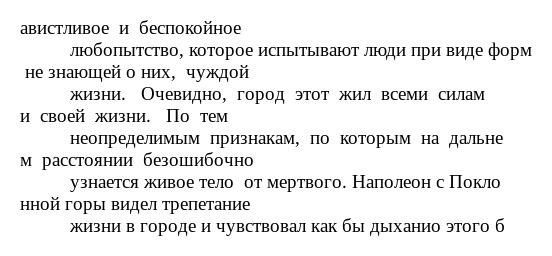 авистливое и беспокойное
любопытство, которое испытывают люди при виде форм
не знающей о них, чуждой
жизни. Очевидно, город этот жил всеми силам
и своей жизни. По тем
неопределимым признакам, по которым на дальне
м расстоянии безошибочно
узнается живое тело от мертвого. Наполеон с Покло
нной горы видел трепетание
жизни в городе и чувствовал как бы дыханио этого б